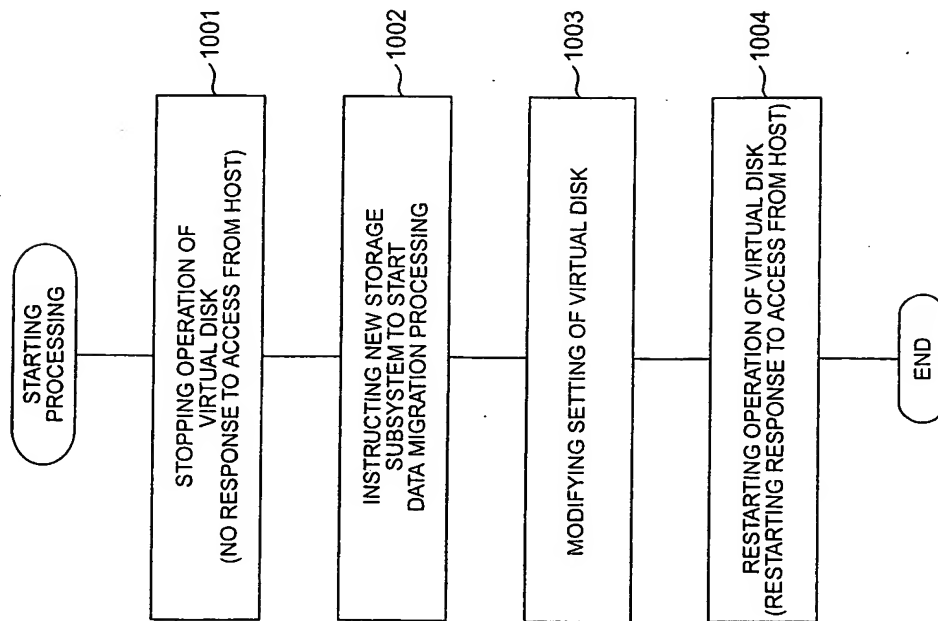 STARTING
PROCESSING
STOPPING OPERATION OF
VIRTUAL DISK
(NO RESPONSE TO ACCESS FROM HOST)
1001
INSTRUCTING NEW STORAGE
SUBSYSTEM TO START
DATA MIGRATION PROCESSING
1002
MODIFYING SETTING OF VIRTUAL DISK
1003
RESTARTING OPERATION OF VIRTUAL DISK
(RESTARTING RESPONSE TO ACCESS FROM HOST)
1004
END